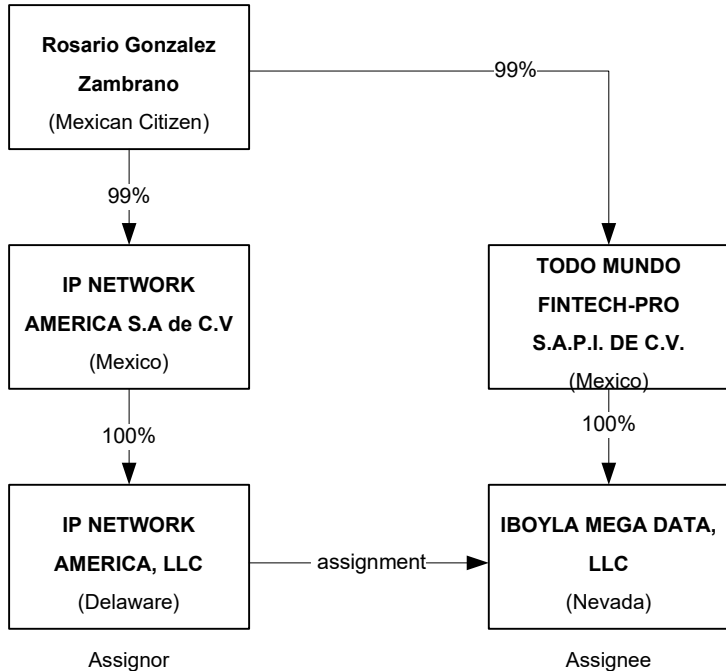 Rosario Gonzalez
Zambrano
(Mexican Citizen)
99%
99%
IP NETWORK
AMERICA S.A de C.V
(Mexico)
TODO MUNDO
FINTECH-PRO
S.A.P.I. DE C.V.
(Mexico)
100%
100%
IP NETWORK
AMERICA, LLC
(Delaware)
assignment
IBOYLA MEGA DATA,
LLC
(Nevada)
Assignor
Assignee